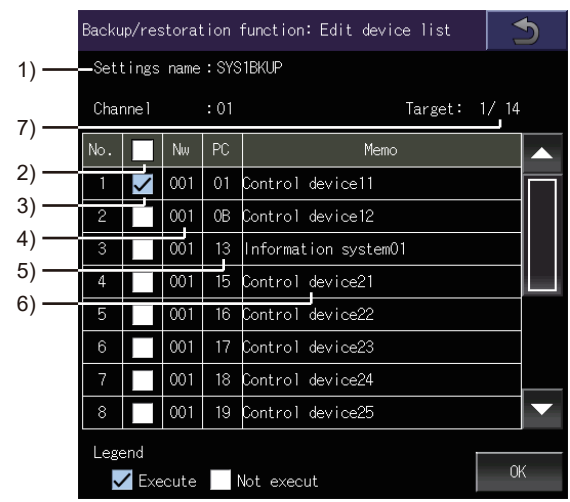 Backup/restoration function: Edit device list
1) Settings name : SYS1BKUP
Channel : 01 Target: 1/ 14
7)
No. Nw PC Memo
2)
1 001 01 Control device11
3)
2 001 0B Control device12
4)
3 001 13 Information system01
5)
4 001 15 Control device21
6)
5 001 16 Control device22
6 001 17 Control device23
7 001 18 Control device24
8 001 19 Control device25
Legend
Execute Not execut
OK